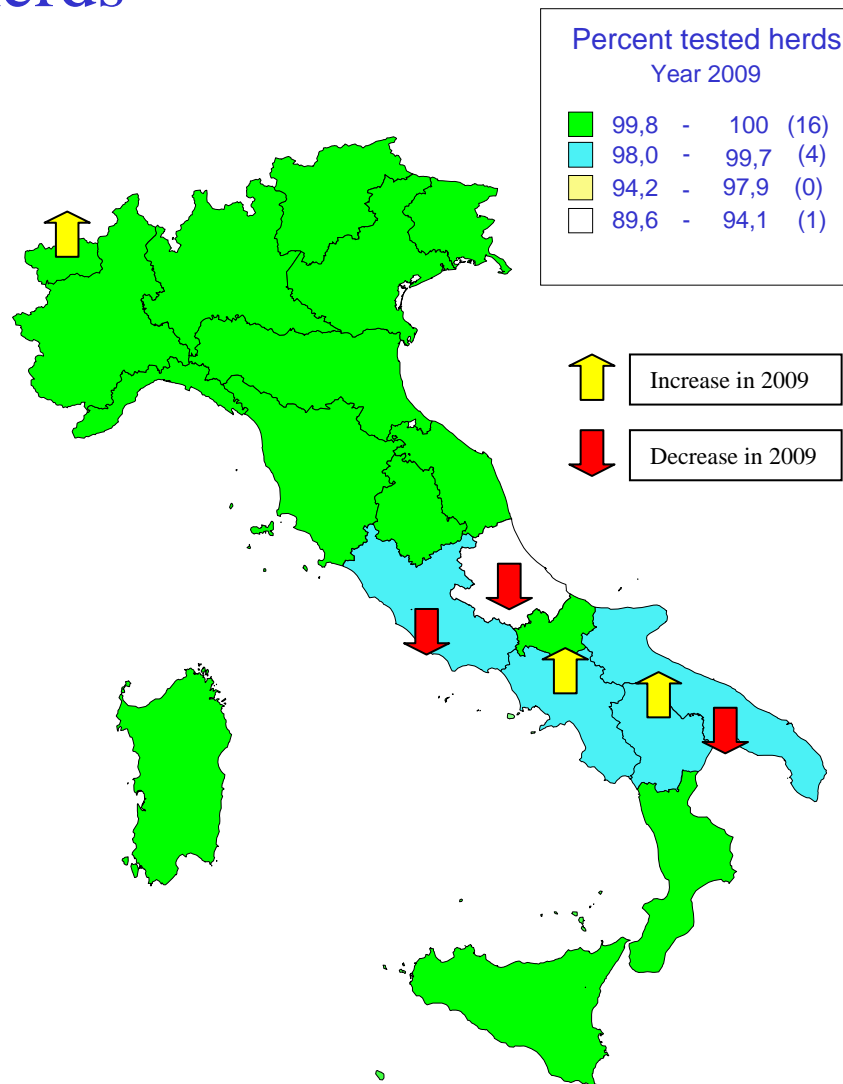 herds
Percent tested herds
Year 2009
99,8 - 100 (16)
98,0 - 99,7 (4)
94,2 - 97,9 (0)
89,6 - 94,1 (1)
Increase in 2009
Decrease in 2009